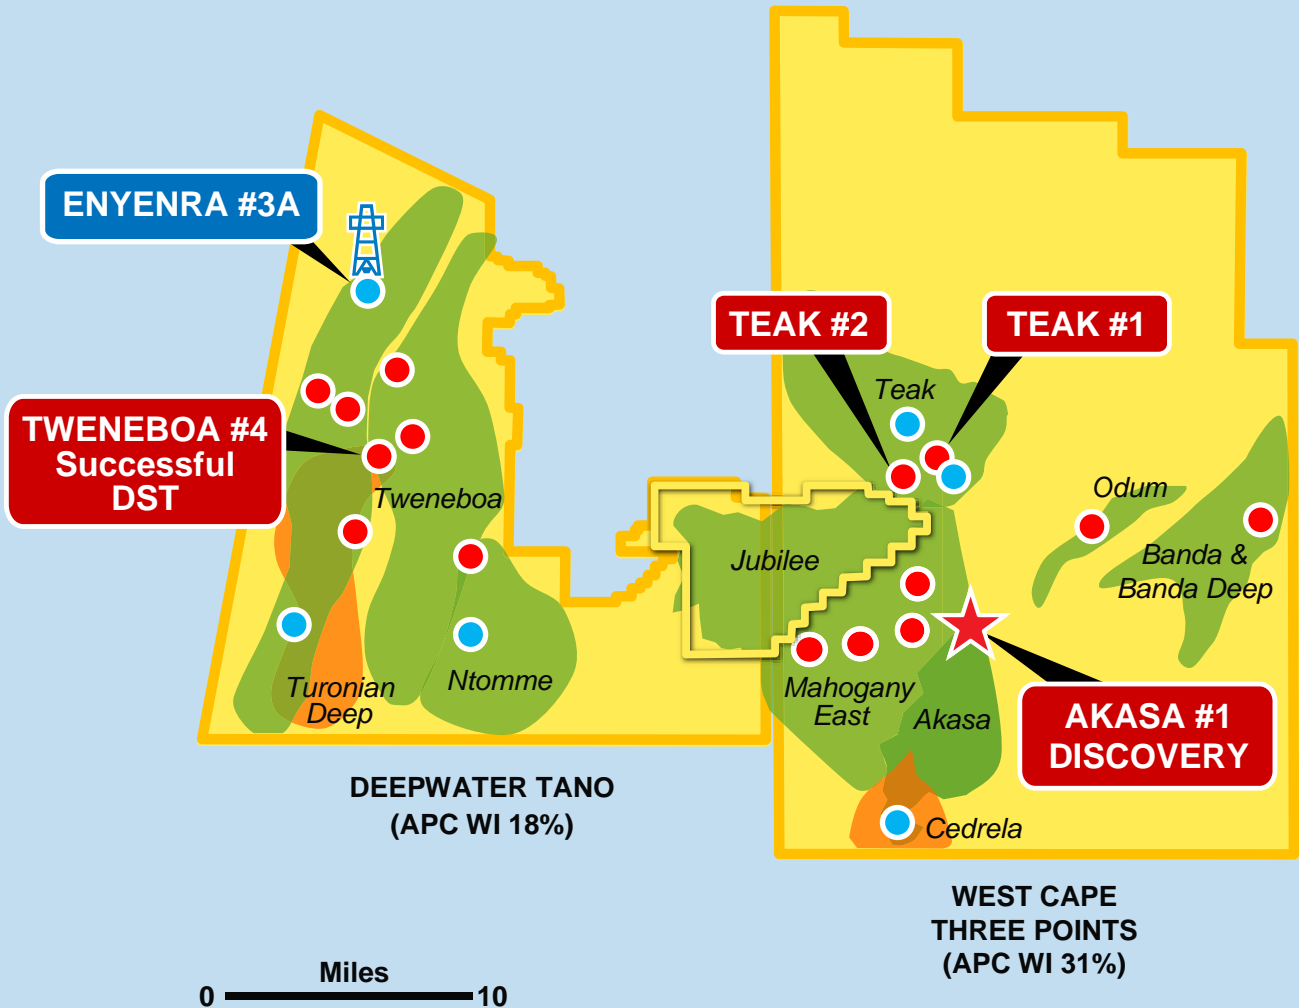 ENYENRA #3A
TEAK #2
TEAK #1
Teak
TWENEBOA #4
Successful
DST
Tweneboa
Odum
Jubilee
Banda &
Banda Deep
Turonian
Deep
Ntomme
Mahogany
East
Akasa
AKASA #1
DISCOVERY
Cedrela
DEEPWATER TANO
(APC WI 18%)
WEST CAPE
THREE POINTS
(APC WI 31%)
Miles
0 10